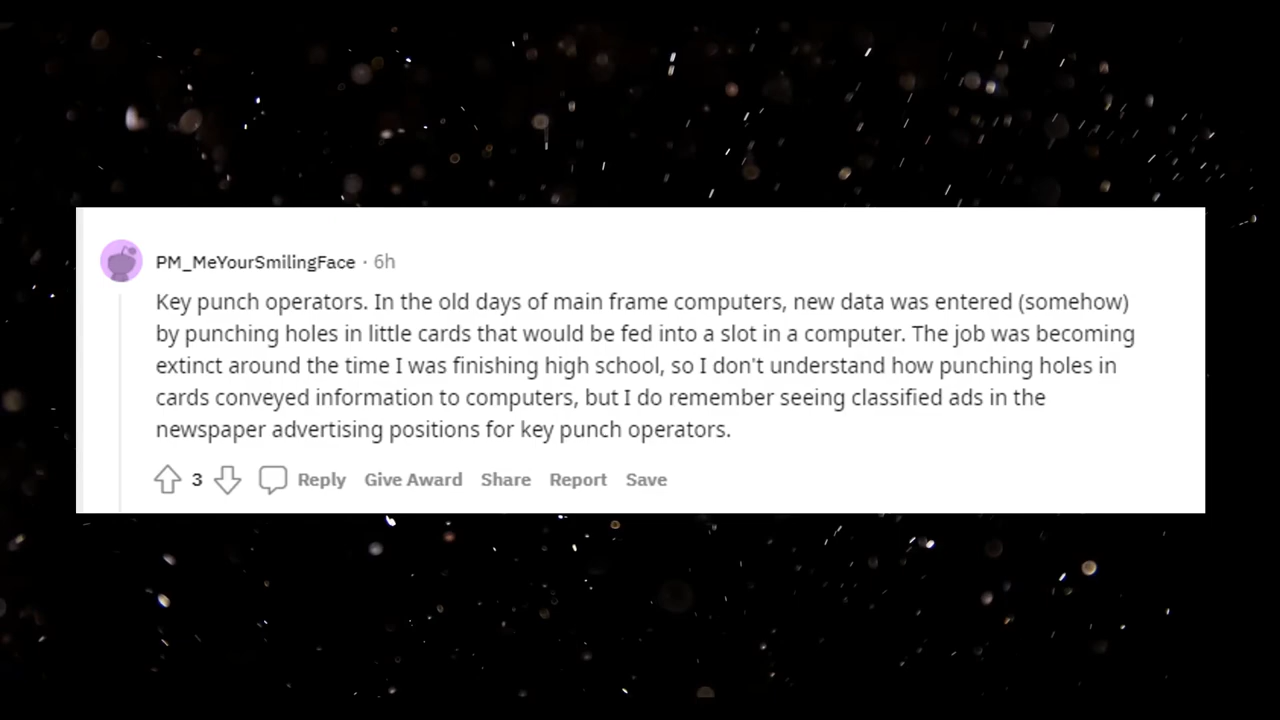 PM_MeYourSmilingFace · 6h
Key punch operators. In the old days of main frame computers, new data was entered (somehow)
by punching holes in little cards that would be fed into a slot in a computer. The job was becoming
extinct around the time I was finishing high school, so I don't understand how punching holes in
cards conveyed information to computers, but I do remember seeing classified ads in the
newspaper advertising positions for key punch operators.
3 Reply Give Award Share Report Save